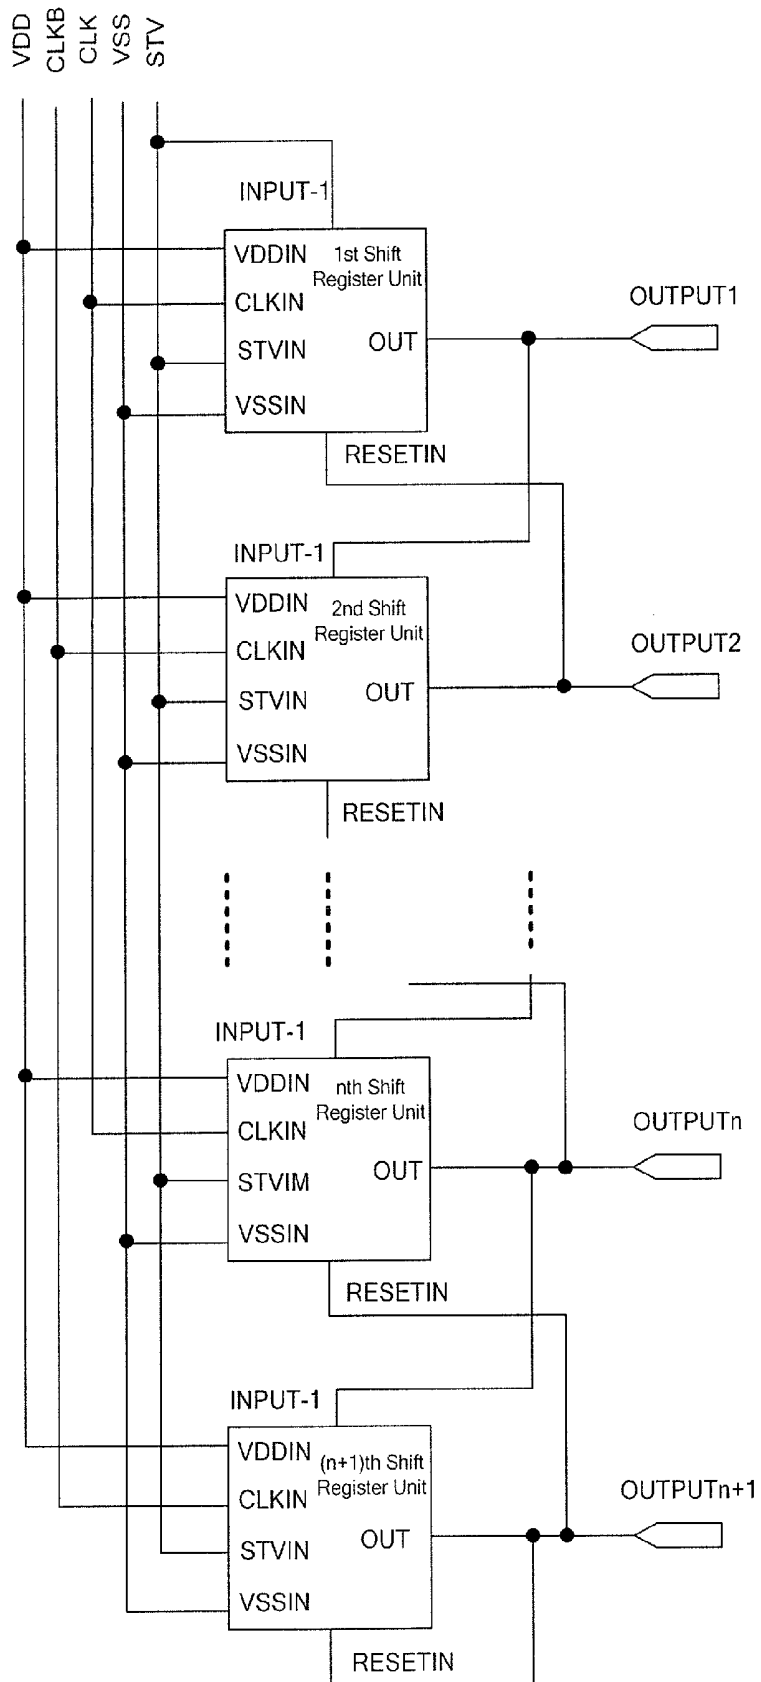 VDD
CLKB
CLK
VSS
STV
INPUT-1
VDDIN
1st Shift
Register Unit
CLKIN
STVIN
OUT
VSSIN
RESETIN
OUTPUT1
INPUT-1
VDDIN
2nd Shift
Register Unit
CLKIN
STVIN
OUT
VSSIN
RESETIN
OUTPUT2
INPUT-1
VDDIN
nth Shift
Register Unit
CLKIN
STVIM
OUT
VSSIN
RESETIN
OUTPUTn
INPUT-1
VDDIN
(n+1)th Shift
Register Unit
CLKIN
STVIN
OUT
VSSIN
RESETIN
OUTPUTn+1